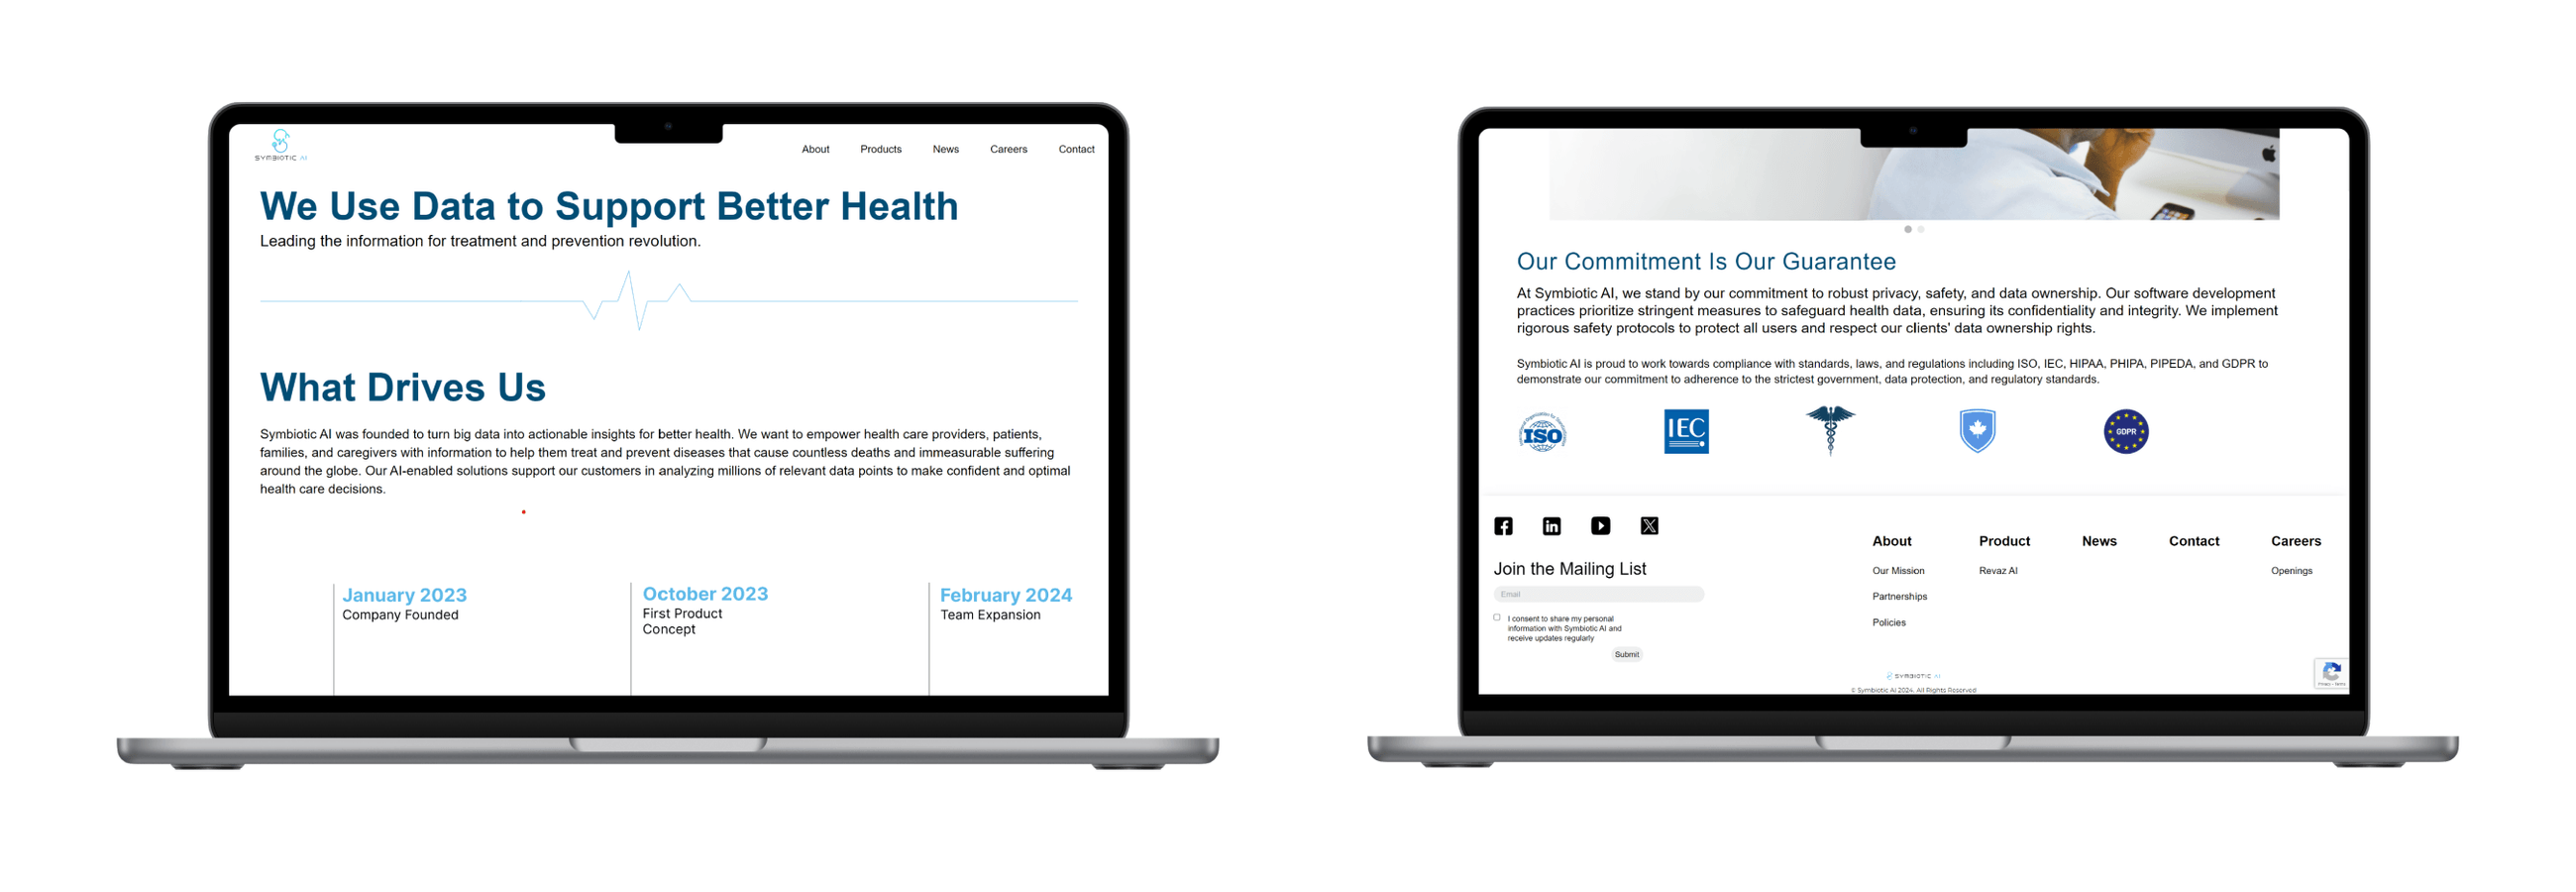 SYMBIOTIC AI
About Products News Careers Contact
We Use Data to Support Better Health
Leading the information for treatment and prevention revolution.
What Drives Us
Symbiotic AI was founded to turn big data into actionable insights for better health. We want to empower health care providers, patients,
families, and caregivers with information to help them treat and prevent diseases that cause countless deaths and immeasurable suffering
around the globe. Our AI-enabled solutions support our customers in analyzing millions of relevant data points to make confident and optimal
health care decisions.
January 2023
Company Founded
October 2023
First Product
Concept
February 2024
Team Expansion
Our Commitment Is Our Guarantee
At Symbiotic AI, we stand by our commitment to robust privacy, safety, and data ownership. Our software development
practices prioritize stringent measures to safeguard health data, ensuring its confidentiality and integrity. We implement
rigorous safety protocols to protect all users and respect our clients' data ownership rights.
Symbiotic AI is proud to work towards compliance with standards, laws, and regulations including ISO, IEC, HIPAA, PHIPA, PIPEDA, and GDPR to
demonstrate our commitment to adherence to the strictest government, data protection, and regulatory standards.
ISO
IEC
GDPR
Join the Mailing List
Email
I consent to share my personal
information with Symbiotic AI and
receive updates regularly
Submit
About Product News Contact Careers
Our Mission Revaz AI Openings
Partnerships
Policies
SYMBIOTIC AI
© Symbiotic AI 2024. All Rights Reserved